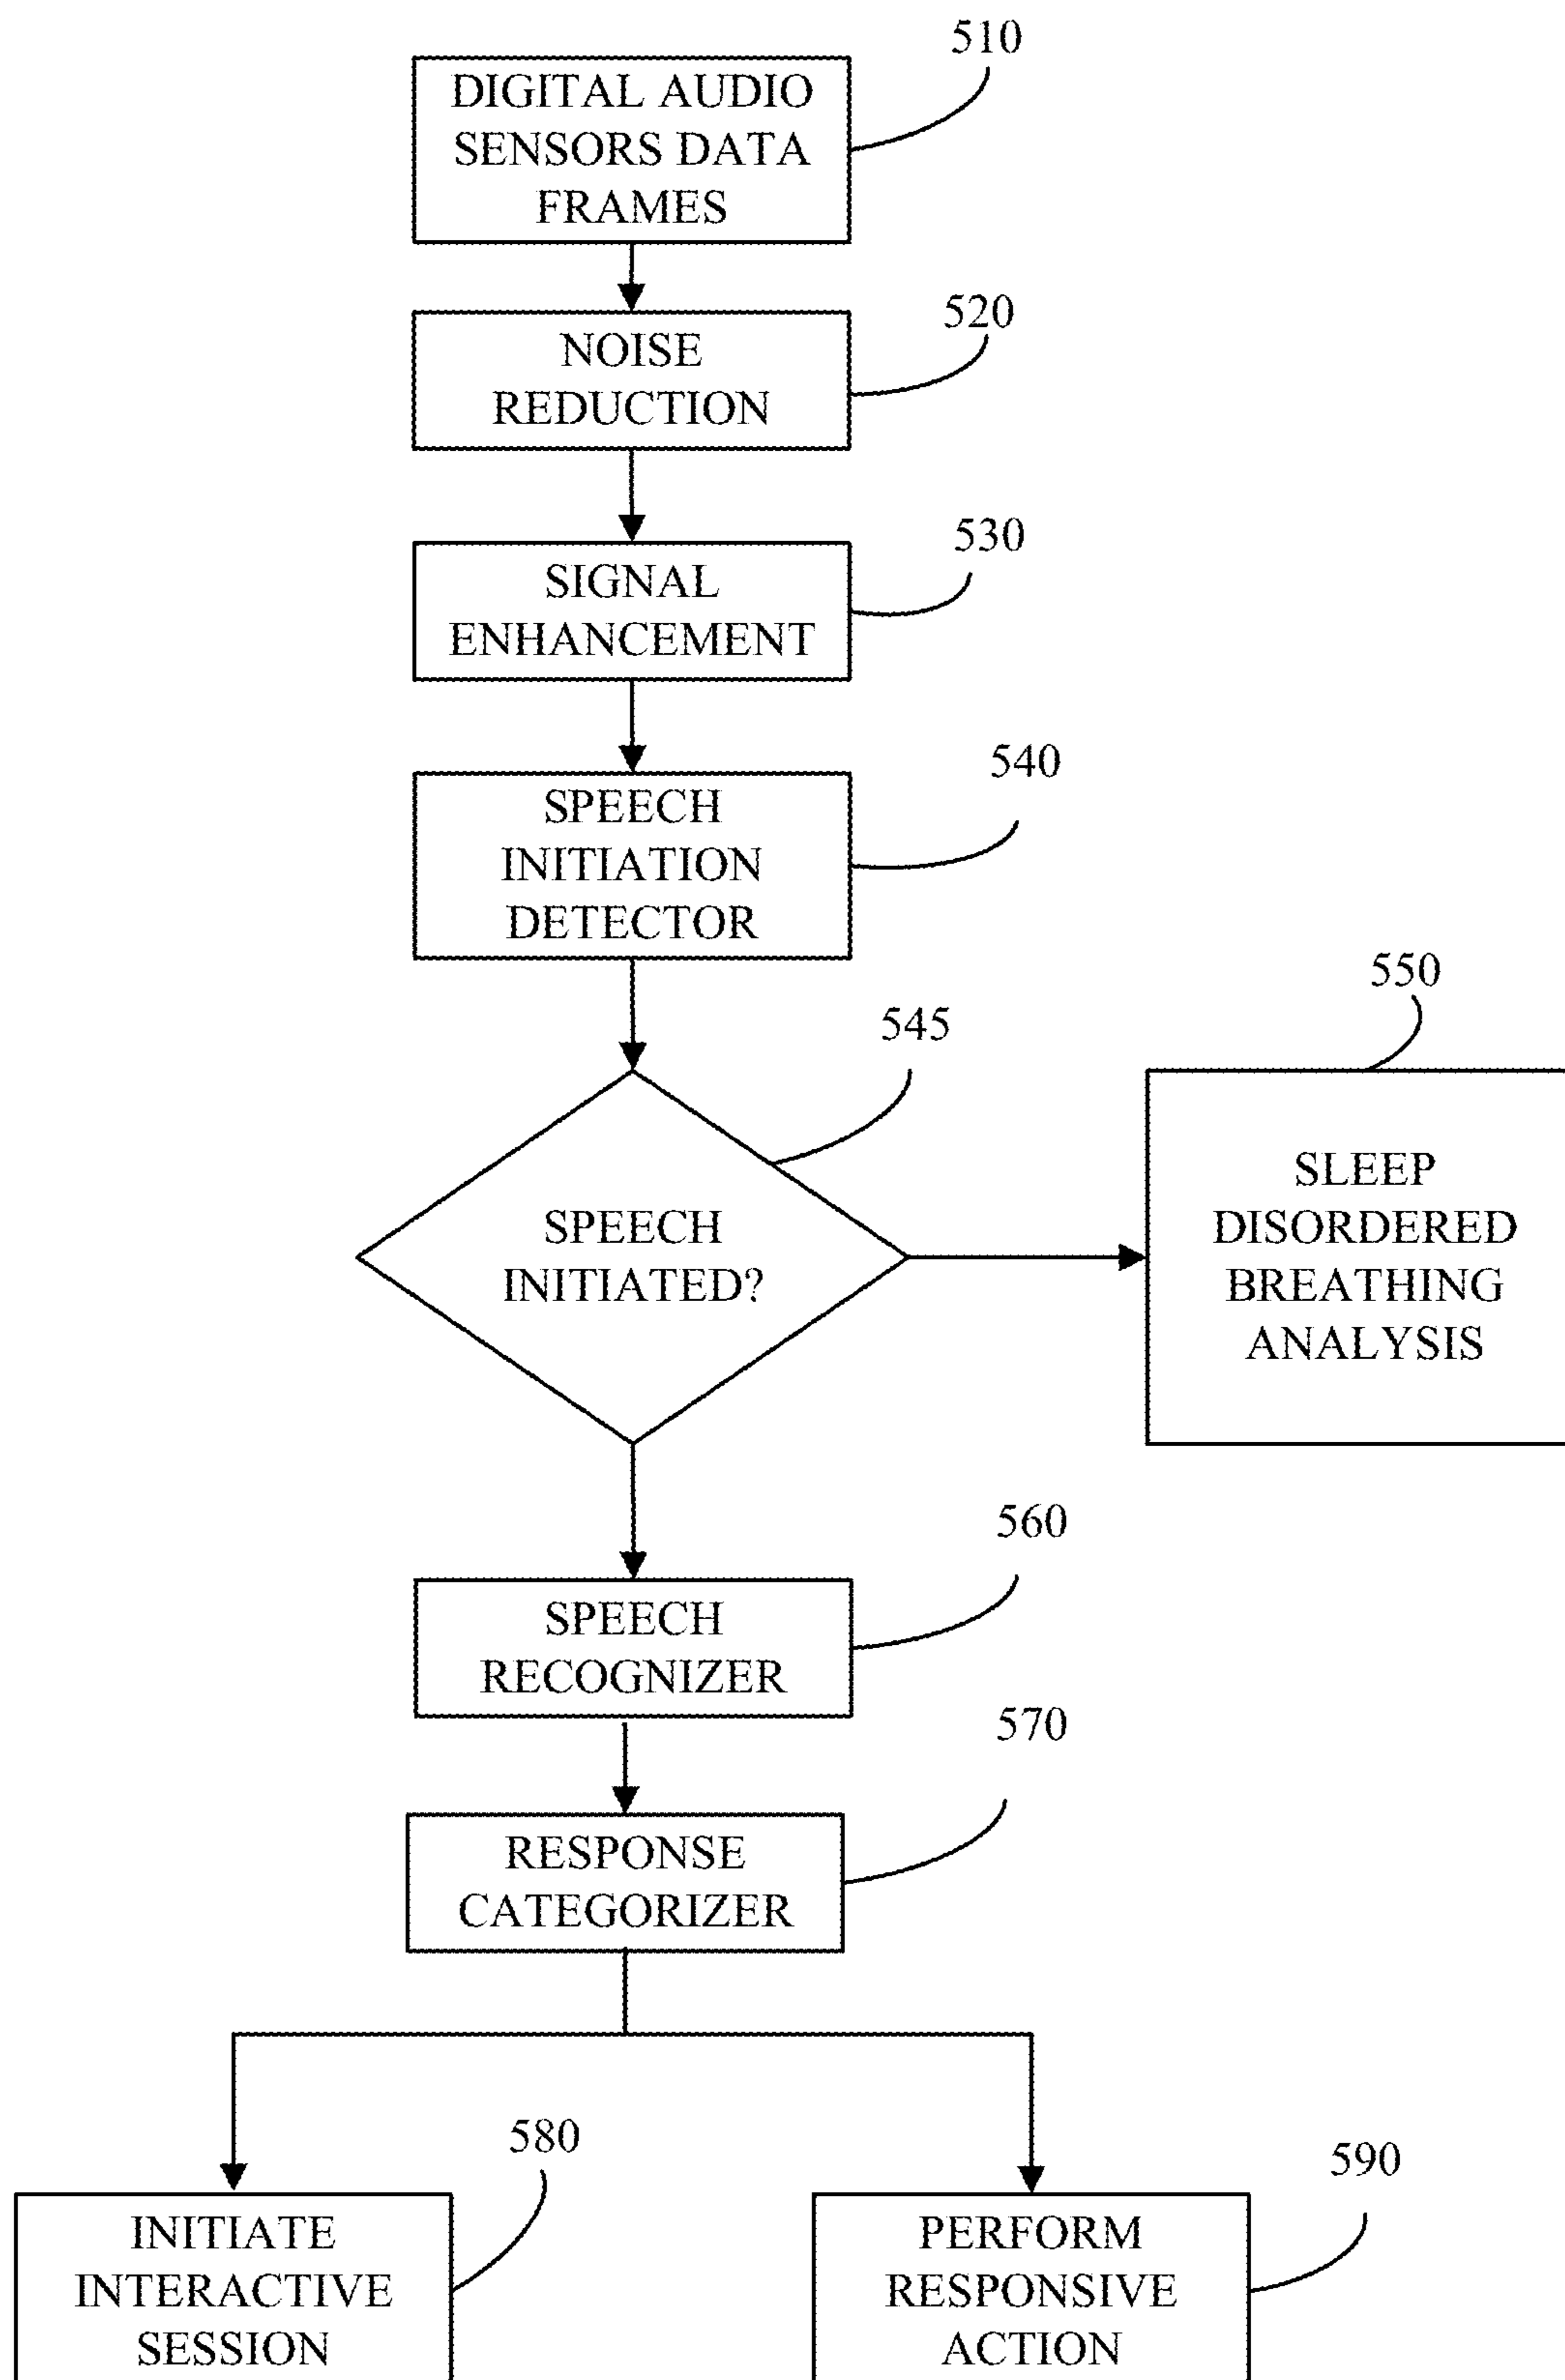 510
DIGITAL AUDIO
SENSORS DATA
FRAMES
520
NOISE
REDUCTION
530
SIGNAL
ENHANCEMENT
540
SPEECH
INITIATION
DETECTOR
545
SPEECH
INITIATED?
550
SLEEP
DISORDERED
BREATHING
ANALYSIS
560
SPEECH
RECOGNIZER
570
RESPONSE
CATEGORIZER
580
INITIATE
INTERACTIVE
SESSION
590
PERFORM
RESPONSIVE
ACTION